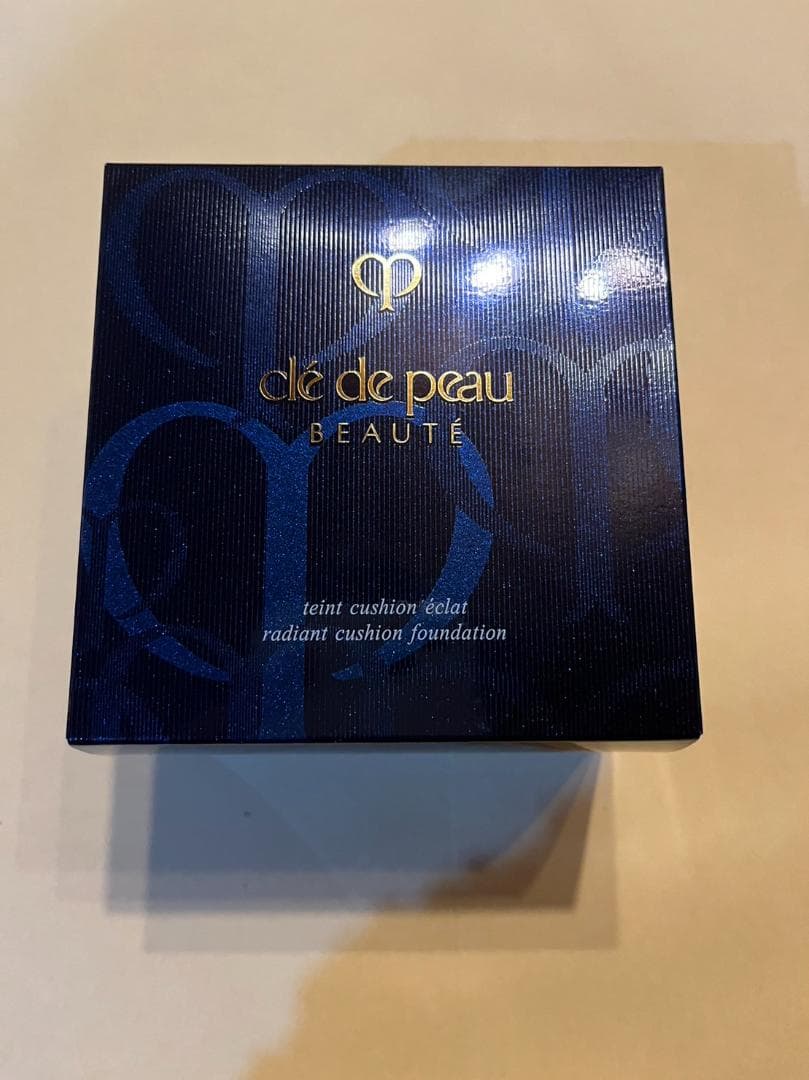 clé de peau
BEAUTÉ
teint cushion éclat
radiant cushion foundation